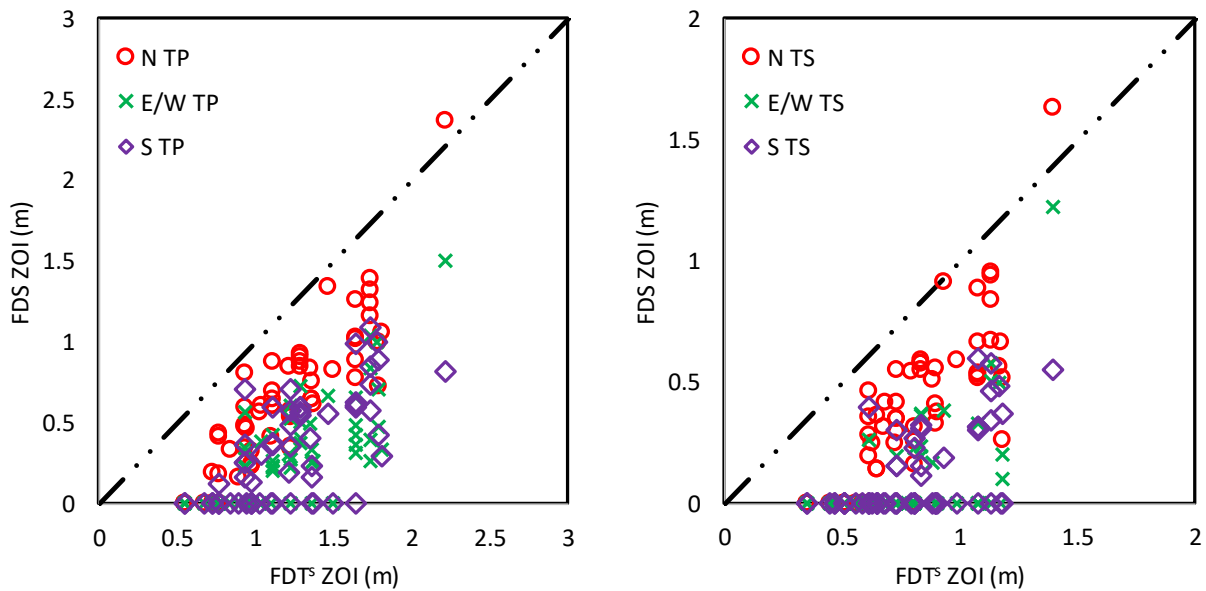 3
2.5
2
1.5
1
0.5
0
0 0.5 1 1.5 2 2.5 3
FDS ZOI (m)
FDTˢ ZOI (m)
N TP
E/W TP
S TP
2
1.5
1
0.5
0
0 0.5 1 1.5 2
FDS ZOI (m)
FDTˢ ZOI (m)
N TS
E/W TS
S TS